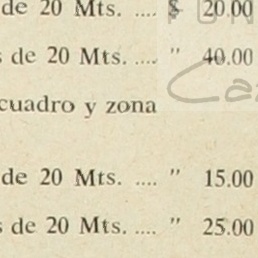 de 20 Mts. .... $ 20.00
s de 20 Mts. .... " 40.00
cuadro y zona
de 20 Mts. .... " 15.00
s de 20 Mts. .... " 25.00